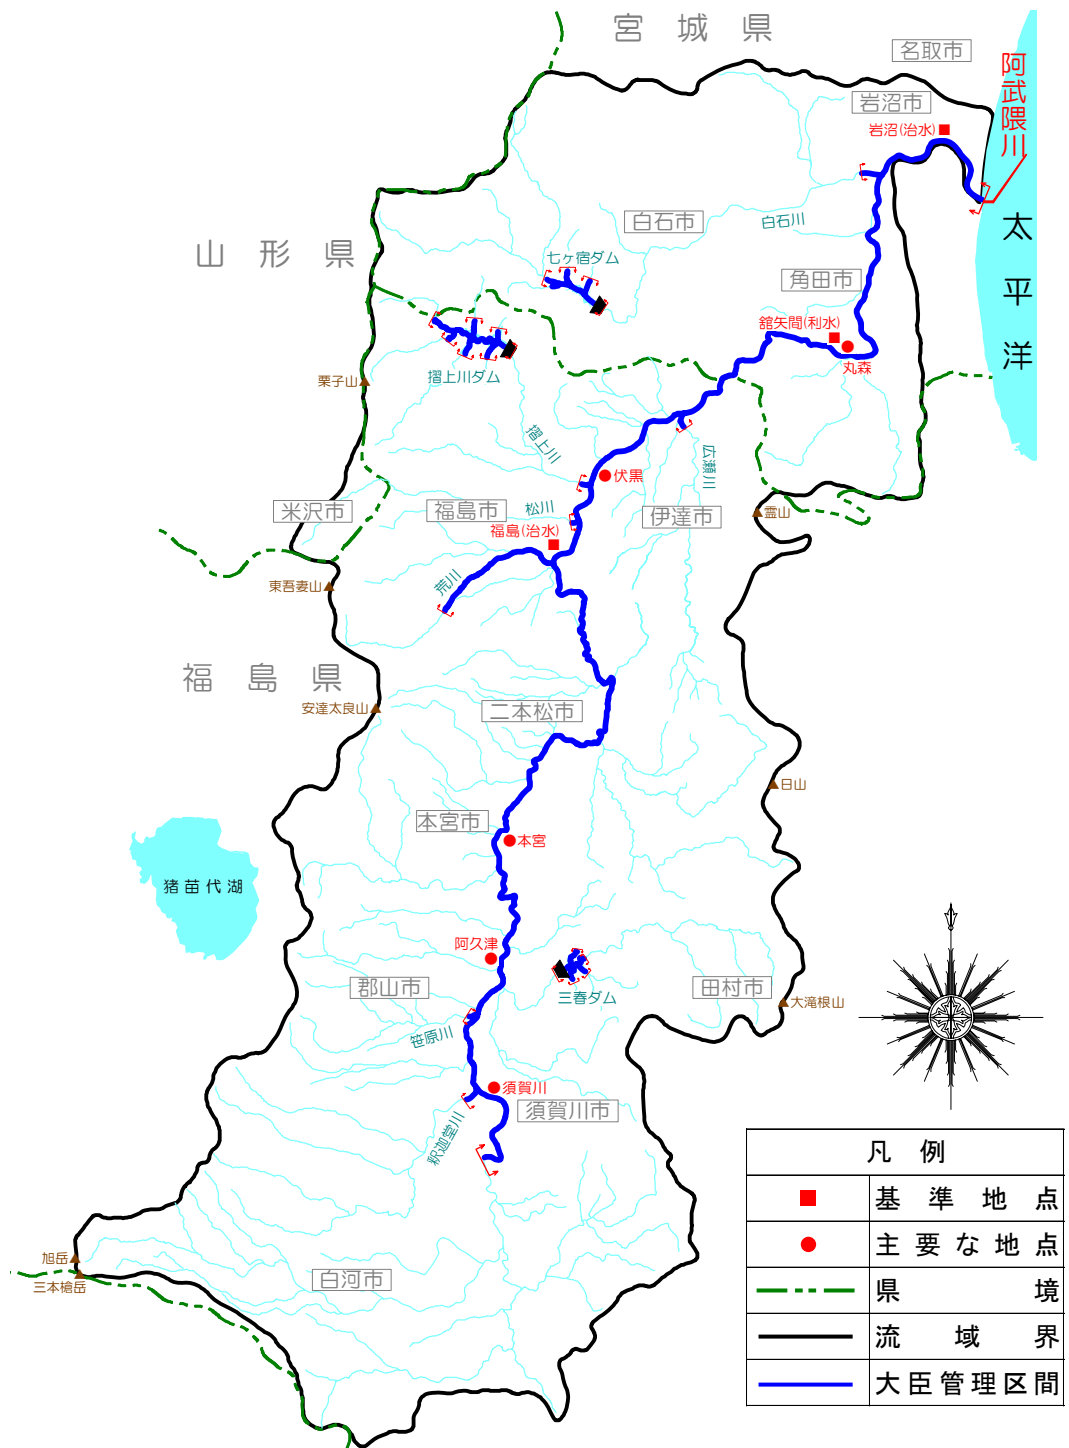 宮城県
名取市
阿武隈川
岩沼市
岩沼(治水)
太平洋
白石市
白石川
山形県
七ヶ宿ダム
角田市
舘矢間(利水)
丸森
摺上川ダム
栗子山
摺上川
広瀬川
伏黒
米沢市
福島市
松川
伊達市
霊山
福島(治水)
荒川
東吾妻山
福島県
安達太良山
二本松市
日山
本宮市
本宮
猪苗代湖
阿久津
郡山市
三春ダム
田村市
大滝根山
笹原川
須賀川
須賀川市
釈迦堂川
旭岳
三本槍岳
白河市
凡例
基準地点
主要な地点
県境
流域界
大臣管理区間